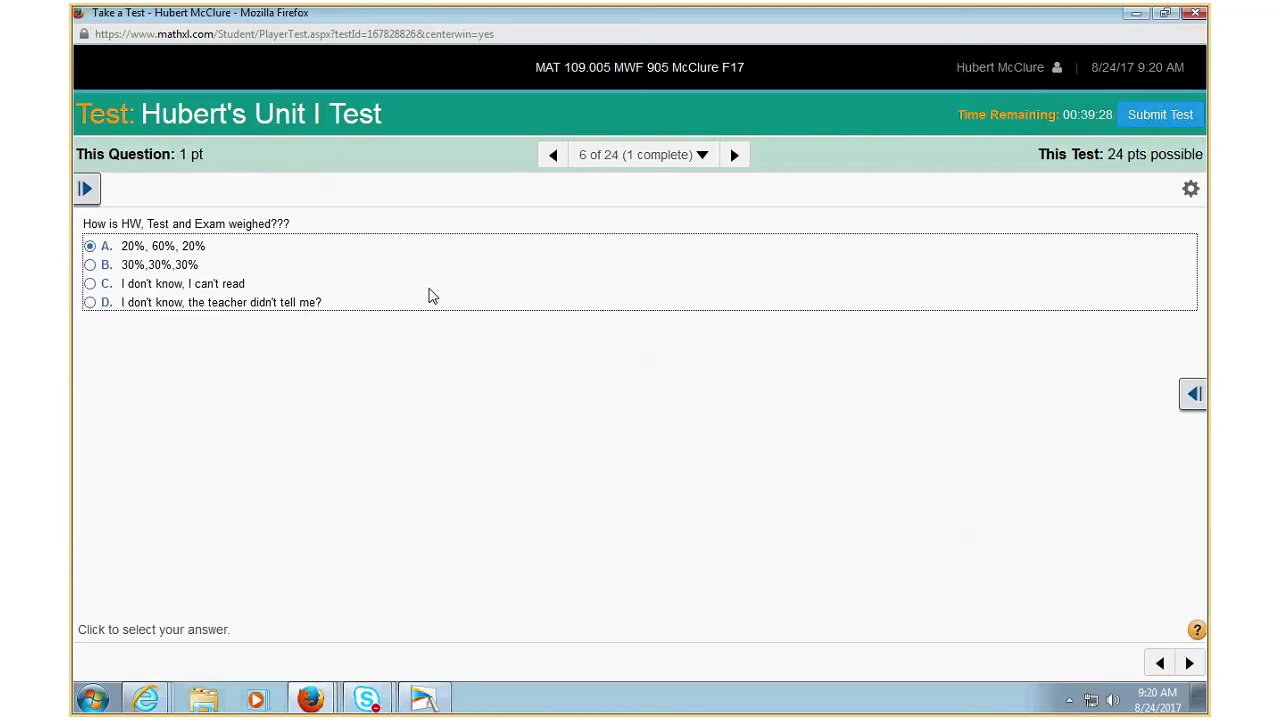 Take a Test - Hubert McClure - Mozilla Firefox
https://www.mathxl.com/Student/PlayerTest.aspx?testId=167828826&centerwin=yes
MAT 109.005 MWF 905 McClure F17
Hubert McClure | 8/24/17 9:20 AM
Test: Hubert's Unit I Test
Time Remaining: 00:39:28 Submit Test
This Question: 1 pt
6 of 24 (1 complete)
This Test: 24 pts possible
How is HW, Test and Exam weighed???
A. 20%, 60%, 20%
B. 30%,30%,30%
C. I don't know, I can't read
D. I don't know, the teacher didn't tell me?
Click to select your answer.
?
9:20 AM
8/24/2017